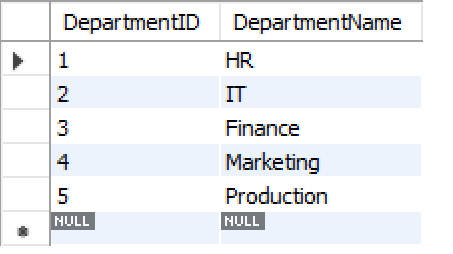 DepartmentID DepartmentName
1 HR
2 IT
3 Finance
4 Marketing
5 Production
NULL NULL